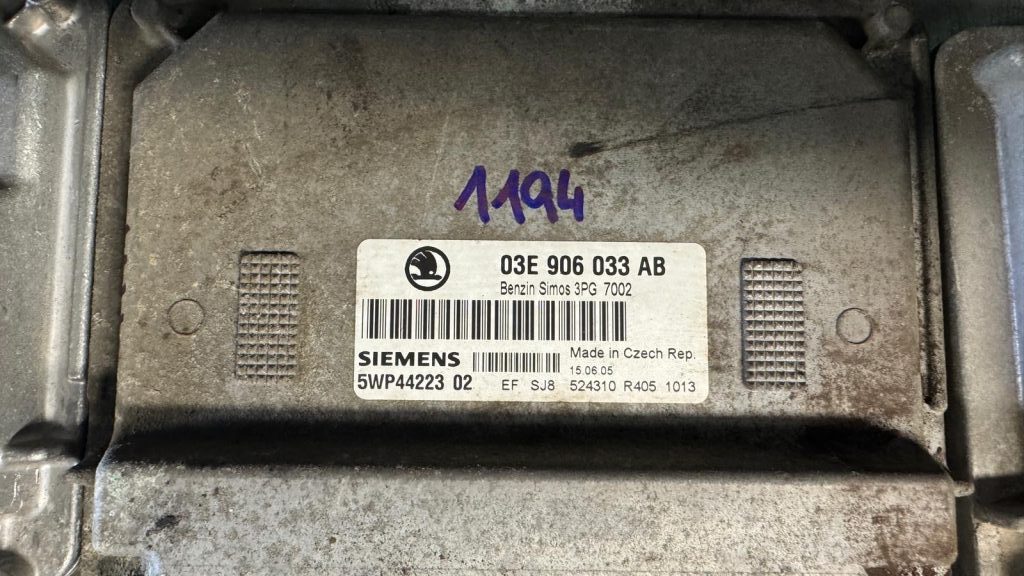 1194
03E 906 033 AB
Benzin Simos 3PG 7002
SIEMENS
Made in Czech Rep.
15.06.05
5WP44223 02
EF SJ8 524310 R405 1013